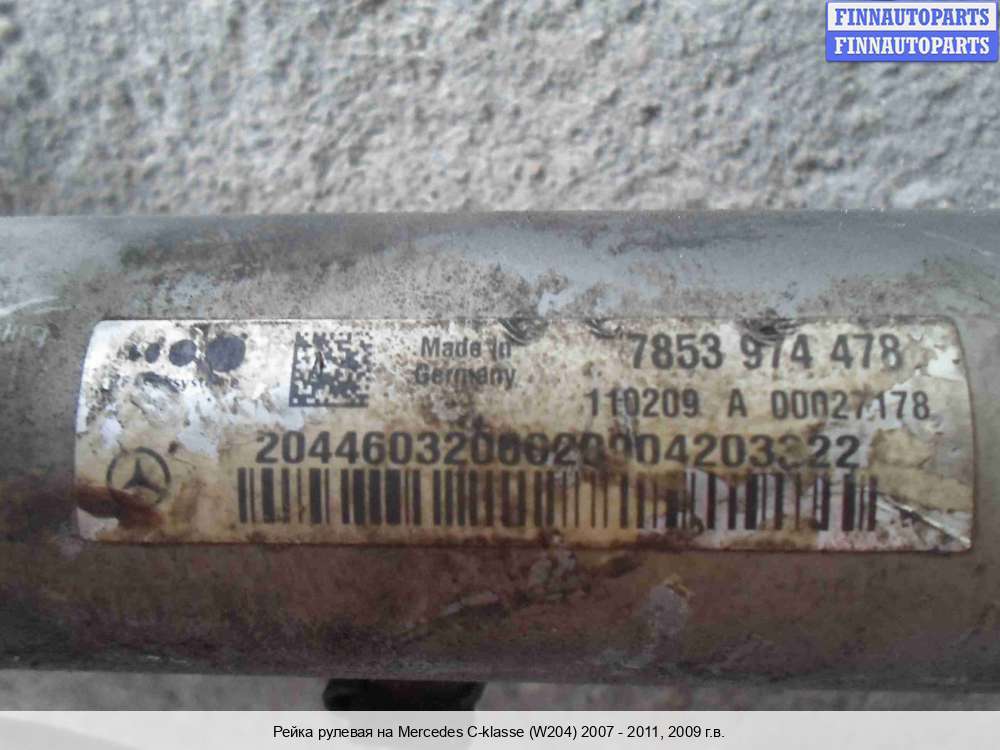 FINNAUTOPARTS
FINNAUTOPARTS
Made in
Germany
7853 974 478
110209 A 00027178
Рейка рулевая на Mercedes C-klasse (W204) 2007 - 2011, 2009 г.в.